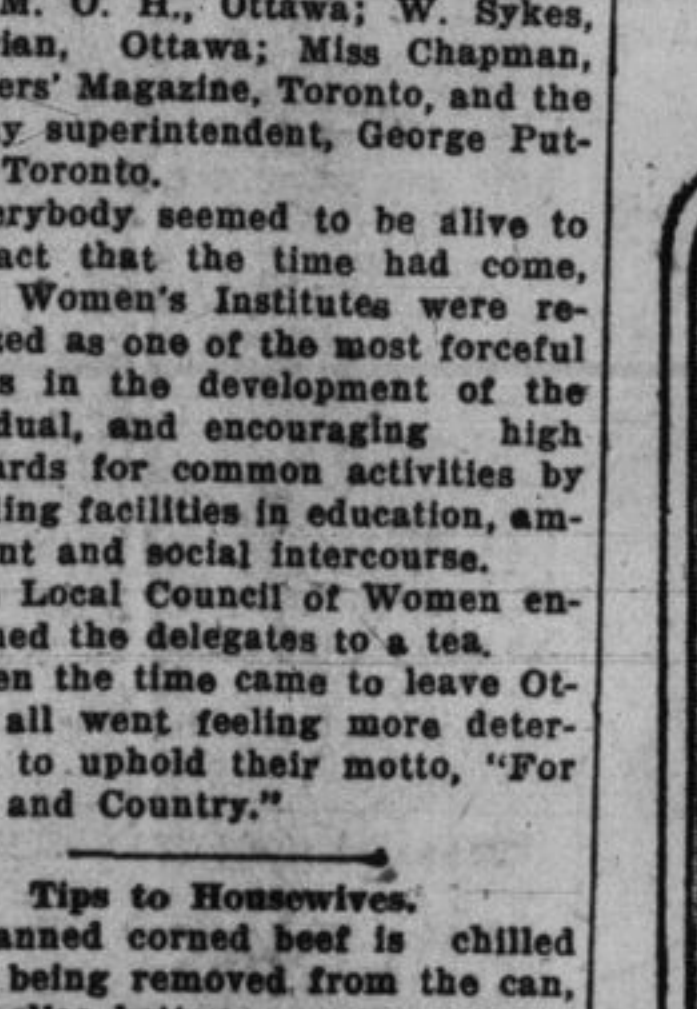 M. O. H., Ottawa; W. Sykes,
ian, Ottawa; Miss Chapman,
ers' Magazine, Toronto, and the
y superintendent, George Put-
Toronto.
erybody seemed to be alive to
act that the time had come,
Women's Institutes were re-
zed as one of the most forceful
s in the development of the
dual, and encouraging high
ards for common activities by
ing facilities in education, am-
nt and social intercourse.
Local Council of Women en-
ned the delegates to a tea.
en the time came to leave Ot-
all went feeling more deter-
to uphold their motto, "For
and Country."
Tips to Housewives.
anned corned beef is chilled
being removed from the can,